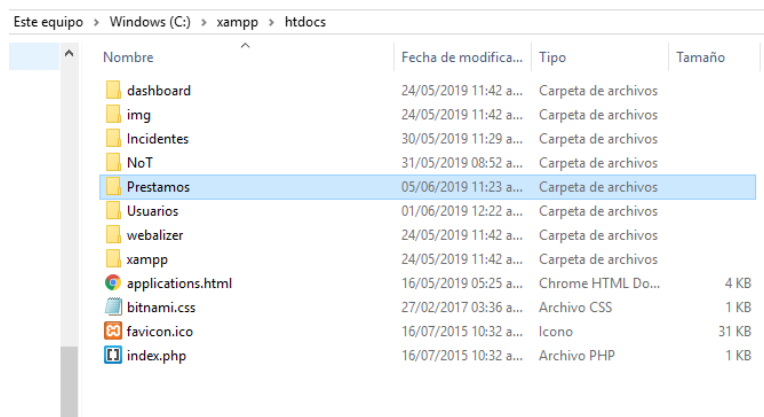 Este equipo > Windows (C:) > xampp > htdocs
Nombre Fecha de modifica... Tipo Tamaño
dashboard 24/05/2019 11:42 a... Carpeta de archivos
img 24/05/2019 11:42 a... Carpeta de archivos
Incidentes 30/05/2019 11:29 a... Carpeta de archivos
NoT 31/05/2019 08:52 a... Carpeta de archivos
Prestamos 05/06/2019 11:23 a... Carpeta de archivos
Usuarios 01/06/2019 12:22 a... Carpeta de archivos
webalizer 24/05/2019 11:42 a... Carpeta de archivos
xampp 24/05/2019 11:42 a... Carpeta de archivos
applications.html 16/05/2019 05:25 a... Chrome HTML Do... 4 KB
bitnami.css 27/02/2017 03:36 a... Archivo CSS 1 KB
favicon.ico 16/07/2015 10:32 a... Icono 31 KB
index.php 16/07/2015 10:32 a... Archivo PHP 1 KB